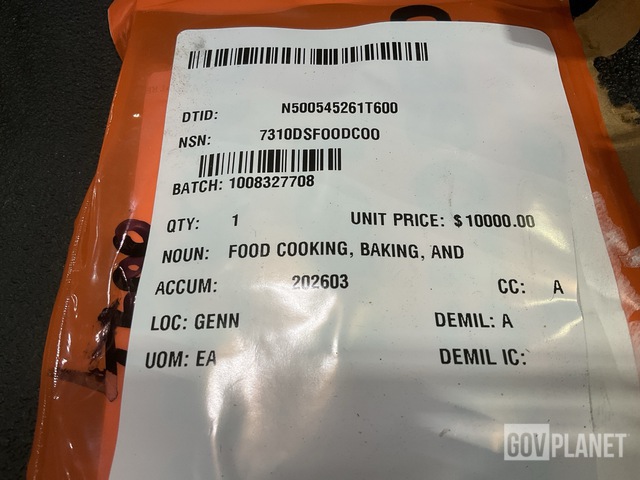 DTID: N500545261T600
NSN: 7310DSFOODCOO
BATCH: 1008327708
QTY: 1 UNIT PRICE: $10000.00
NOUN: FOOD COOKING, BAKING, AND
ACCUM: 202603 CC: A
LOC: GENN DEMIL: A
UOM: EA DEMIL IC:
GOVPLANET